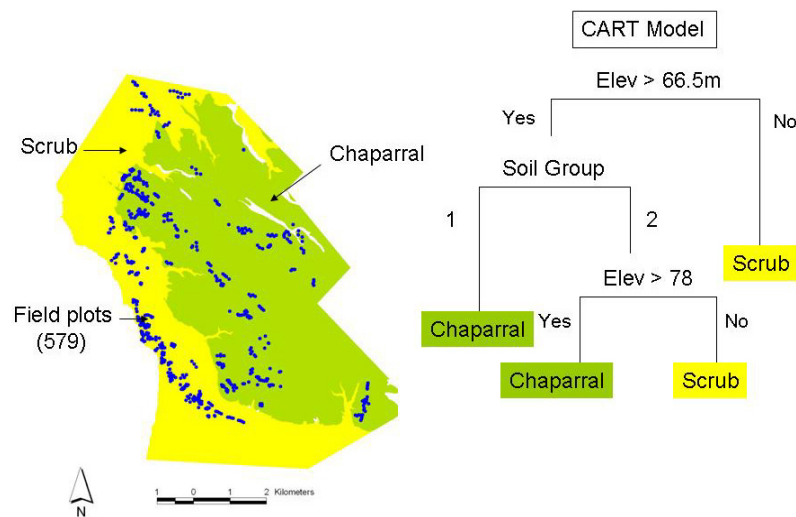 Scrub
Chaparral
Field plots
(579)
N
1 0 1 2 Kilometers
CART Model
Elev > 66.5m
Yes
No
Soil Group
1
2
Scrub
Elev > 78
Chaparral
Yes
No
Chaparral
Scrub